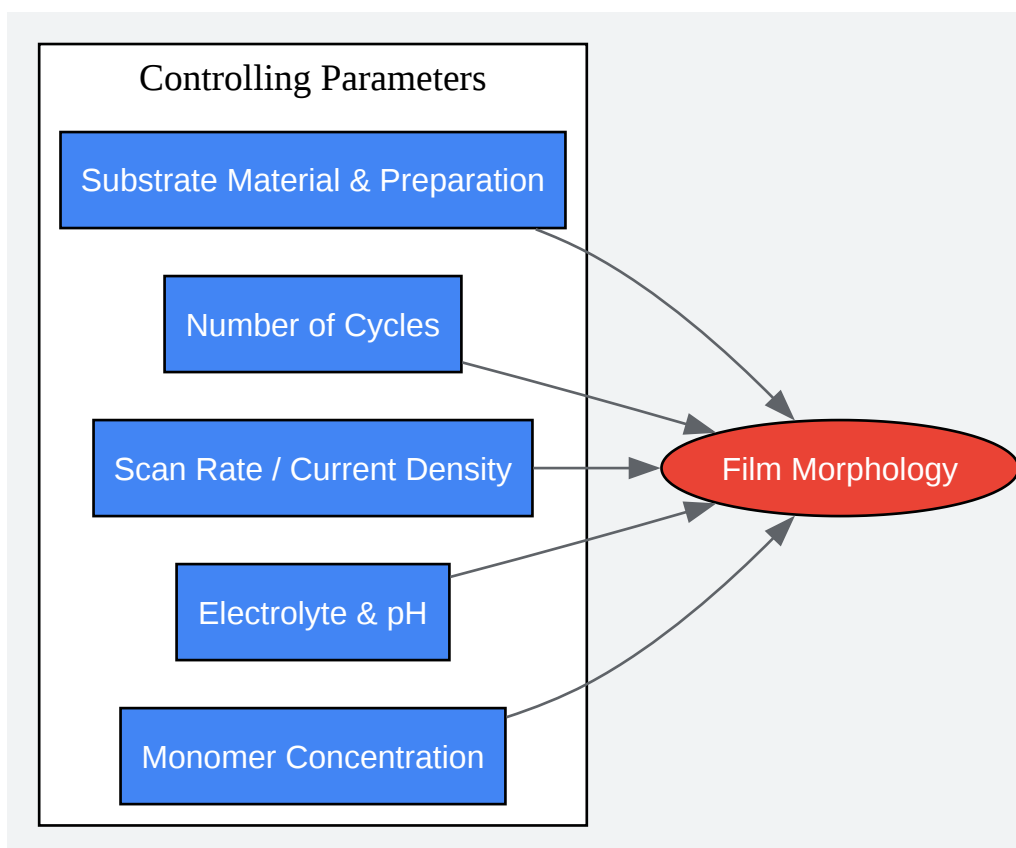 Controlling Parameters
Substrate Material & Preparation
Number of Cycles
Scan Rate / Current Density
Film Morphology
Electrolyte & pH
Monomer Concentration